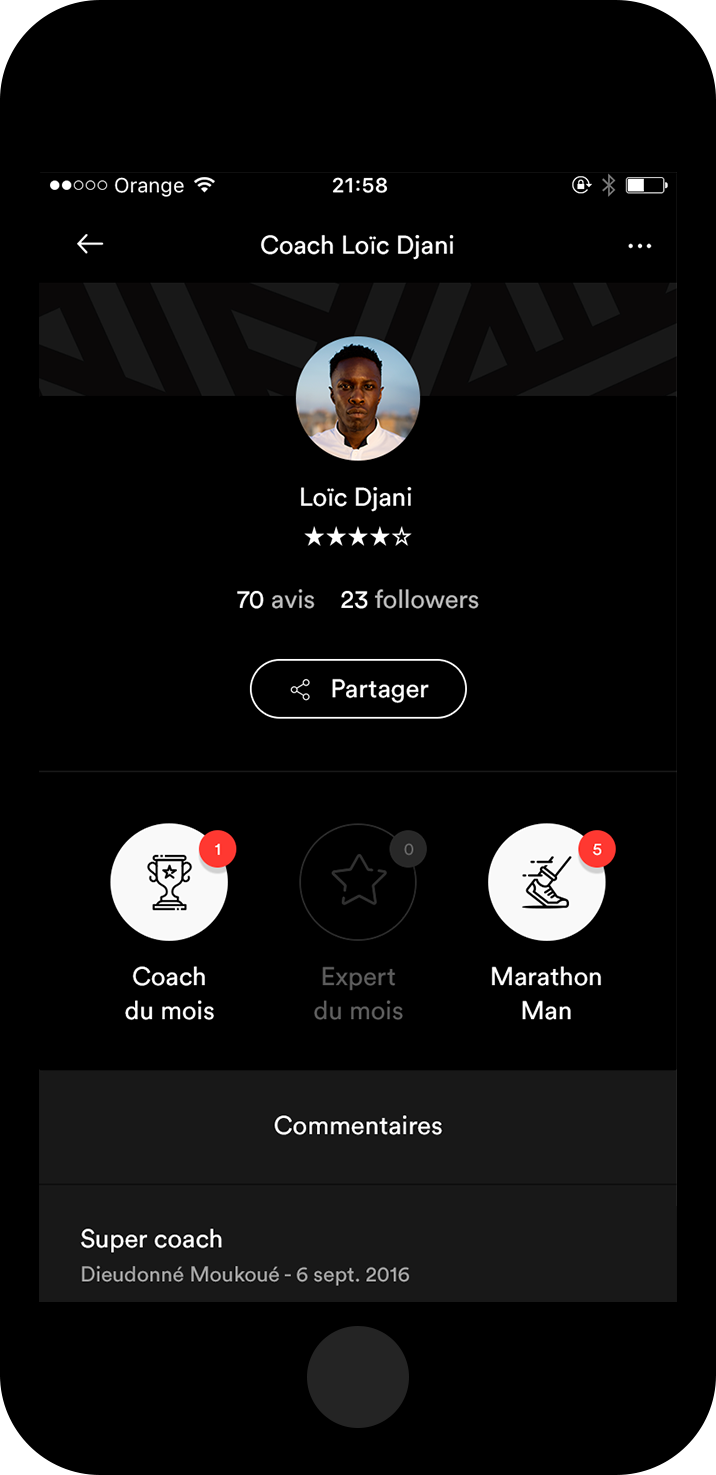 Orange 21:58
Coach Loïc Djani
Loïc Djani
70 avis 23 followers
Partager
1 0 5
Coach Expert Marathon
du mois du mois Man
Commentaires
Super coach
Dieudonné Moukoué - 6 sept. 2016